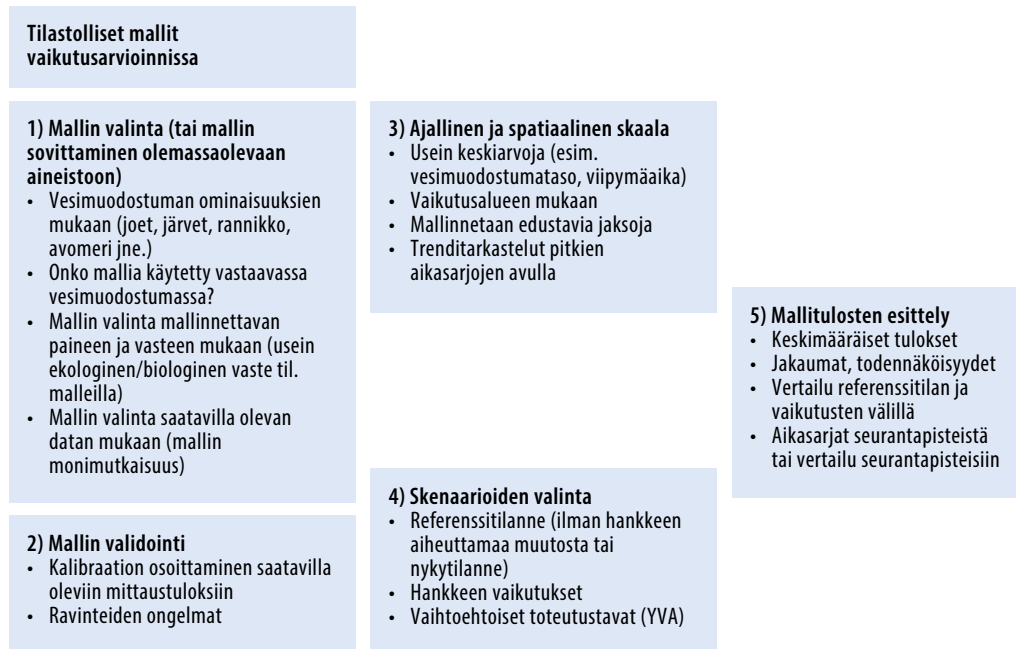 Tilastolliset mallit
vaikutusarvioinnissa
1) Mallin valinta (tai mallin
sovittaminen olemassaolevaan
aineistoon)
• Vesimuodostuman ominaisuuksien
mukaan (joet, järvet, rannikko,
avomeri jne.)
• Onko mallia käytetty vastaavassa
vesimuodostumassa?
• Mallin valinta mallinnettavan
paineen ja vasteen mukaan (usein
ekologinen/biologinen vaste til.
malleilla)
• Mallin valinta saatavilla olevan
datan mukaan (mallin
monimutkaisuus)
2) Mallin validointi
• Kalibraation osoittaminen saatavilla
oleviin mittaustuloksiin
• Ravinteiden ongelmat
3) Ajallinen ja spatiaalinen skaala
• Usein keskiarvoja (esim.
vesimuodostumataso, viipymäaika)
• Vaikutusalueen mukaan
• Mallinnetaan edustavia jaksoja
• Trenditarkastelut pitkien
aikasarjojen avulla
4) Skenaarioiden valinta
• Referenssitilanne (ilman hankkeen
aiheuttamaa muutosta tai
nykytilanne)
• Hankkeen vaikutukset
• Vaihtoehtoiset toteutustavat (YVA)
5) Mallitulosten esittely
• Keskimääräiset tulokset
• Jakaumat, todennäköisyydet
• Vertailu referenssitilan ja
vaikutusten välillä
• Aikasarjat seurantapisteistä
tai vertailu seurantapisteisiin